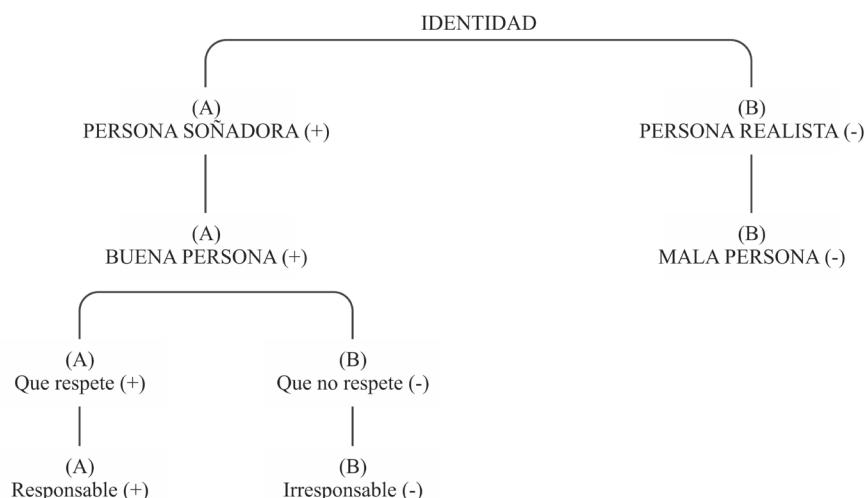 IDENTIDAD
(A)
PERSONA SOÑADORA (+)
(B)
PERSONA REALISTA (-)
(A)
BUENA PERSONA (+)
(B)
MALA PERSONA (-)
(A)
Que respete (+)
(B)
Que no respete (-)
(A)
Responsable (+)
(B)
Irresponsable (-)